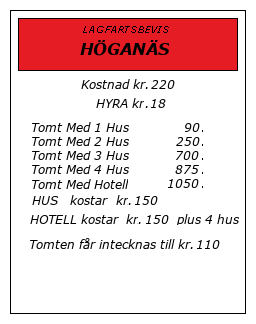 LAGFARTSBEVIS
HÖGANÄS
Kostnad kr.220
HYRA kr.18
Tomt Med 1 Hus 90.
Tomt Med 2 Hus 250.
Tomt Med 3 Hus 700.
Tomt Med 4 Hus 875.
Tomt Med Hotell 1050.
HUS kostar kr.150
HOTELL kostar kr. 150 plus 4 hus
Tomten får intecknas till kr.110